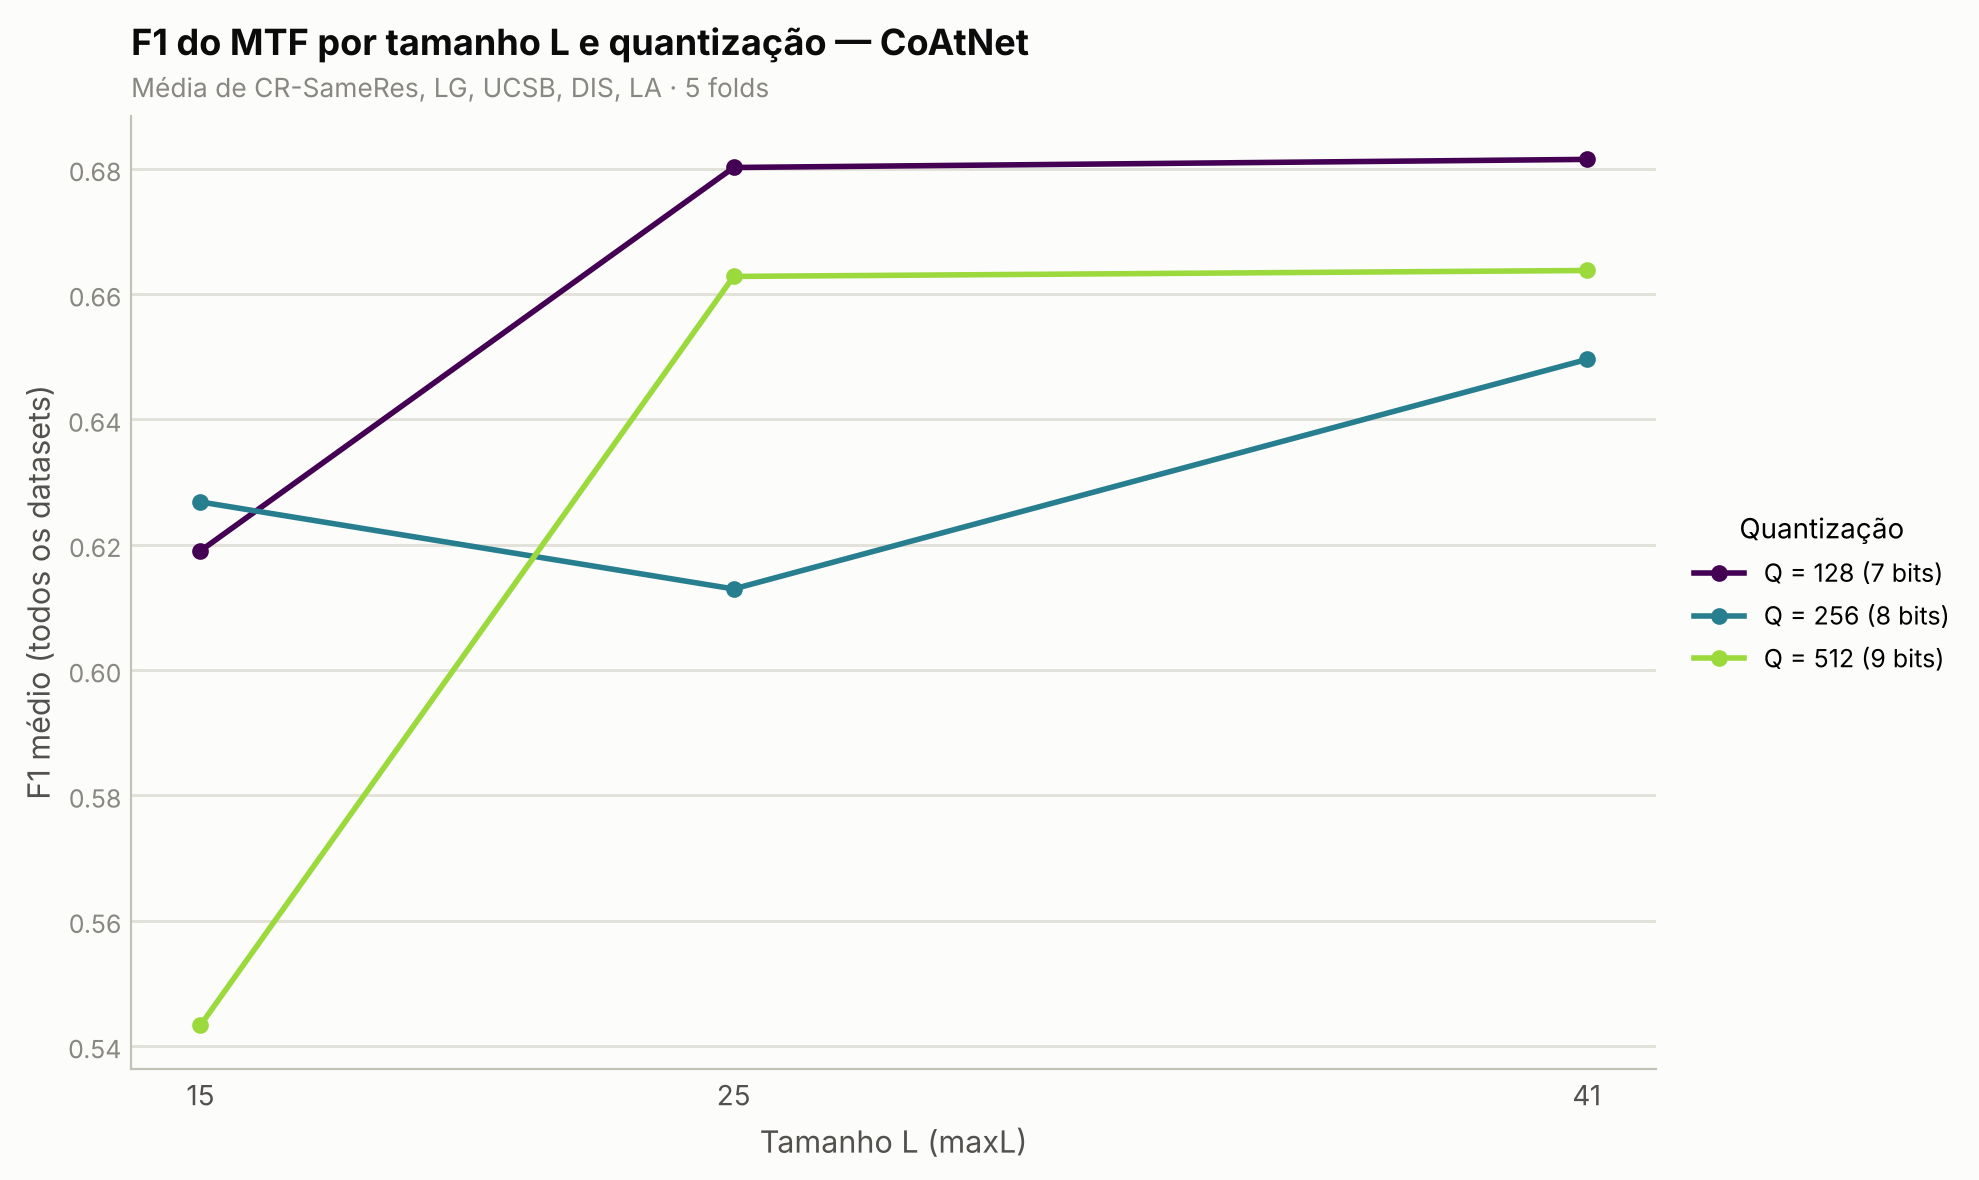 F1 do MTF por tamanho L e quantização — CoAtNet
Média de CR-SameRes, LG, UCSB, DIS, LA · 5 folds
F1 médio (todos os datasets)
0.68
0.66
0.64
0.62
0.60
0.58
0.56
0.54
15
25
41
Tamanho L (maxL)
Quantização
Q = 128 (7 bits)
Q = 256 (8 bits)
Q = 512 (9 bits)